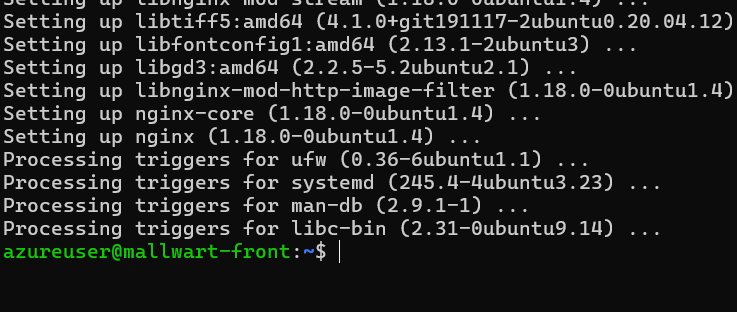 Setting up libnginx-mod-stream (1.18.0-0ubuntu1.4) ...
Setting up libtiff5:amd64 (4.1.0+git191117-2ubuntu0.20.04.12)
Setting up libfontconfig1:amd64 (2.13.1-2ubuntu3) ...
Setting up libgd3:amd64 (2.2.5-5.2ubuntu2.1) ...
Setting up libnginx-mod-http-image-filter (1.18.0-0ubuntu1.4)
Setting up nginx-core (1.18.0-0ubuntu1.4) ...
Setting up nginx (1.18.0-0ubuntu1.4) ...
Processing triggers for ufw (0.36-6ubuntu1.1) ...
Processing triggers for systemd (245.4-4ubuntu3.23) ...
Processing triggers for man-db (2.9.1-1) ...
Processing triggers for libc-bin (2.31-0ubuntu9.14) ...
azureuser@mallwart-front:~$